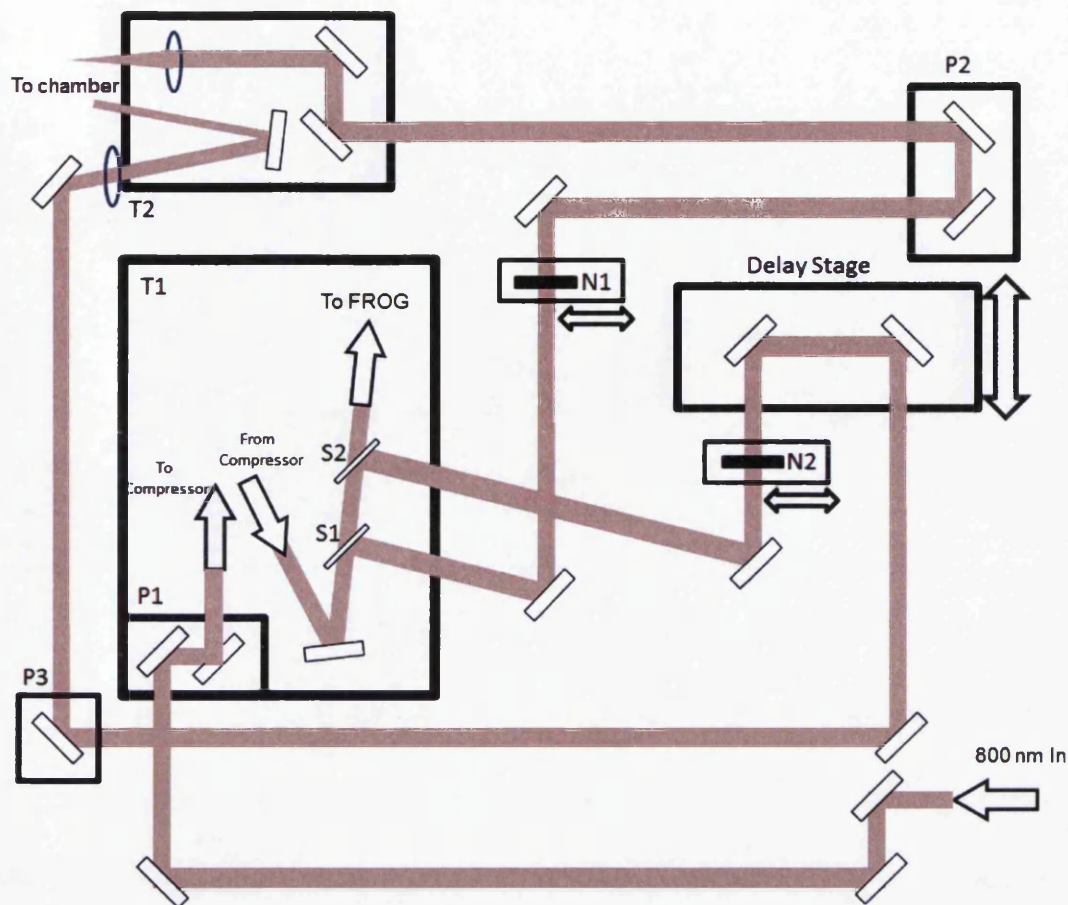 P2
To chamber
T2
Delay Stage
T1
N1
To FROG
From
Compressor
S2
N2
To
Compressor
S1
P1
P3
800 nm In